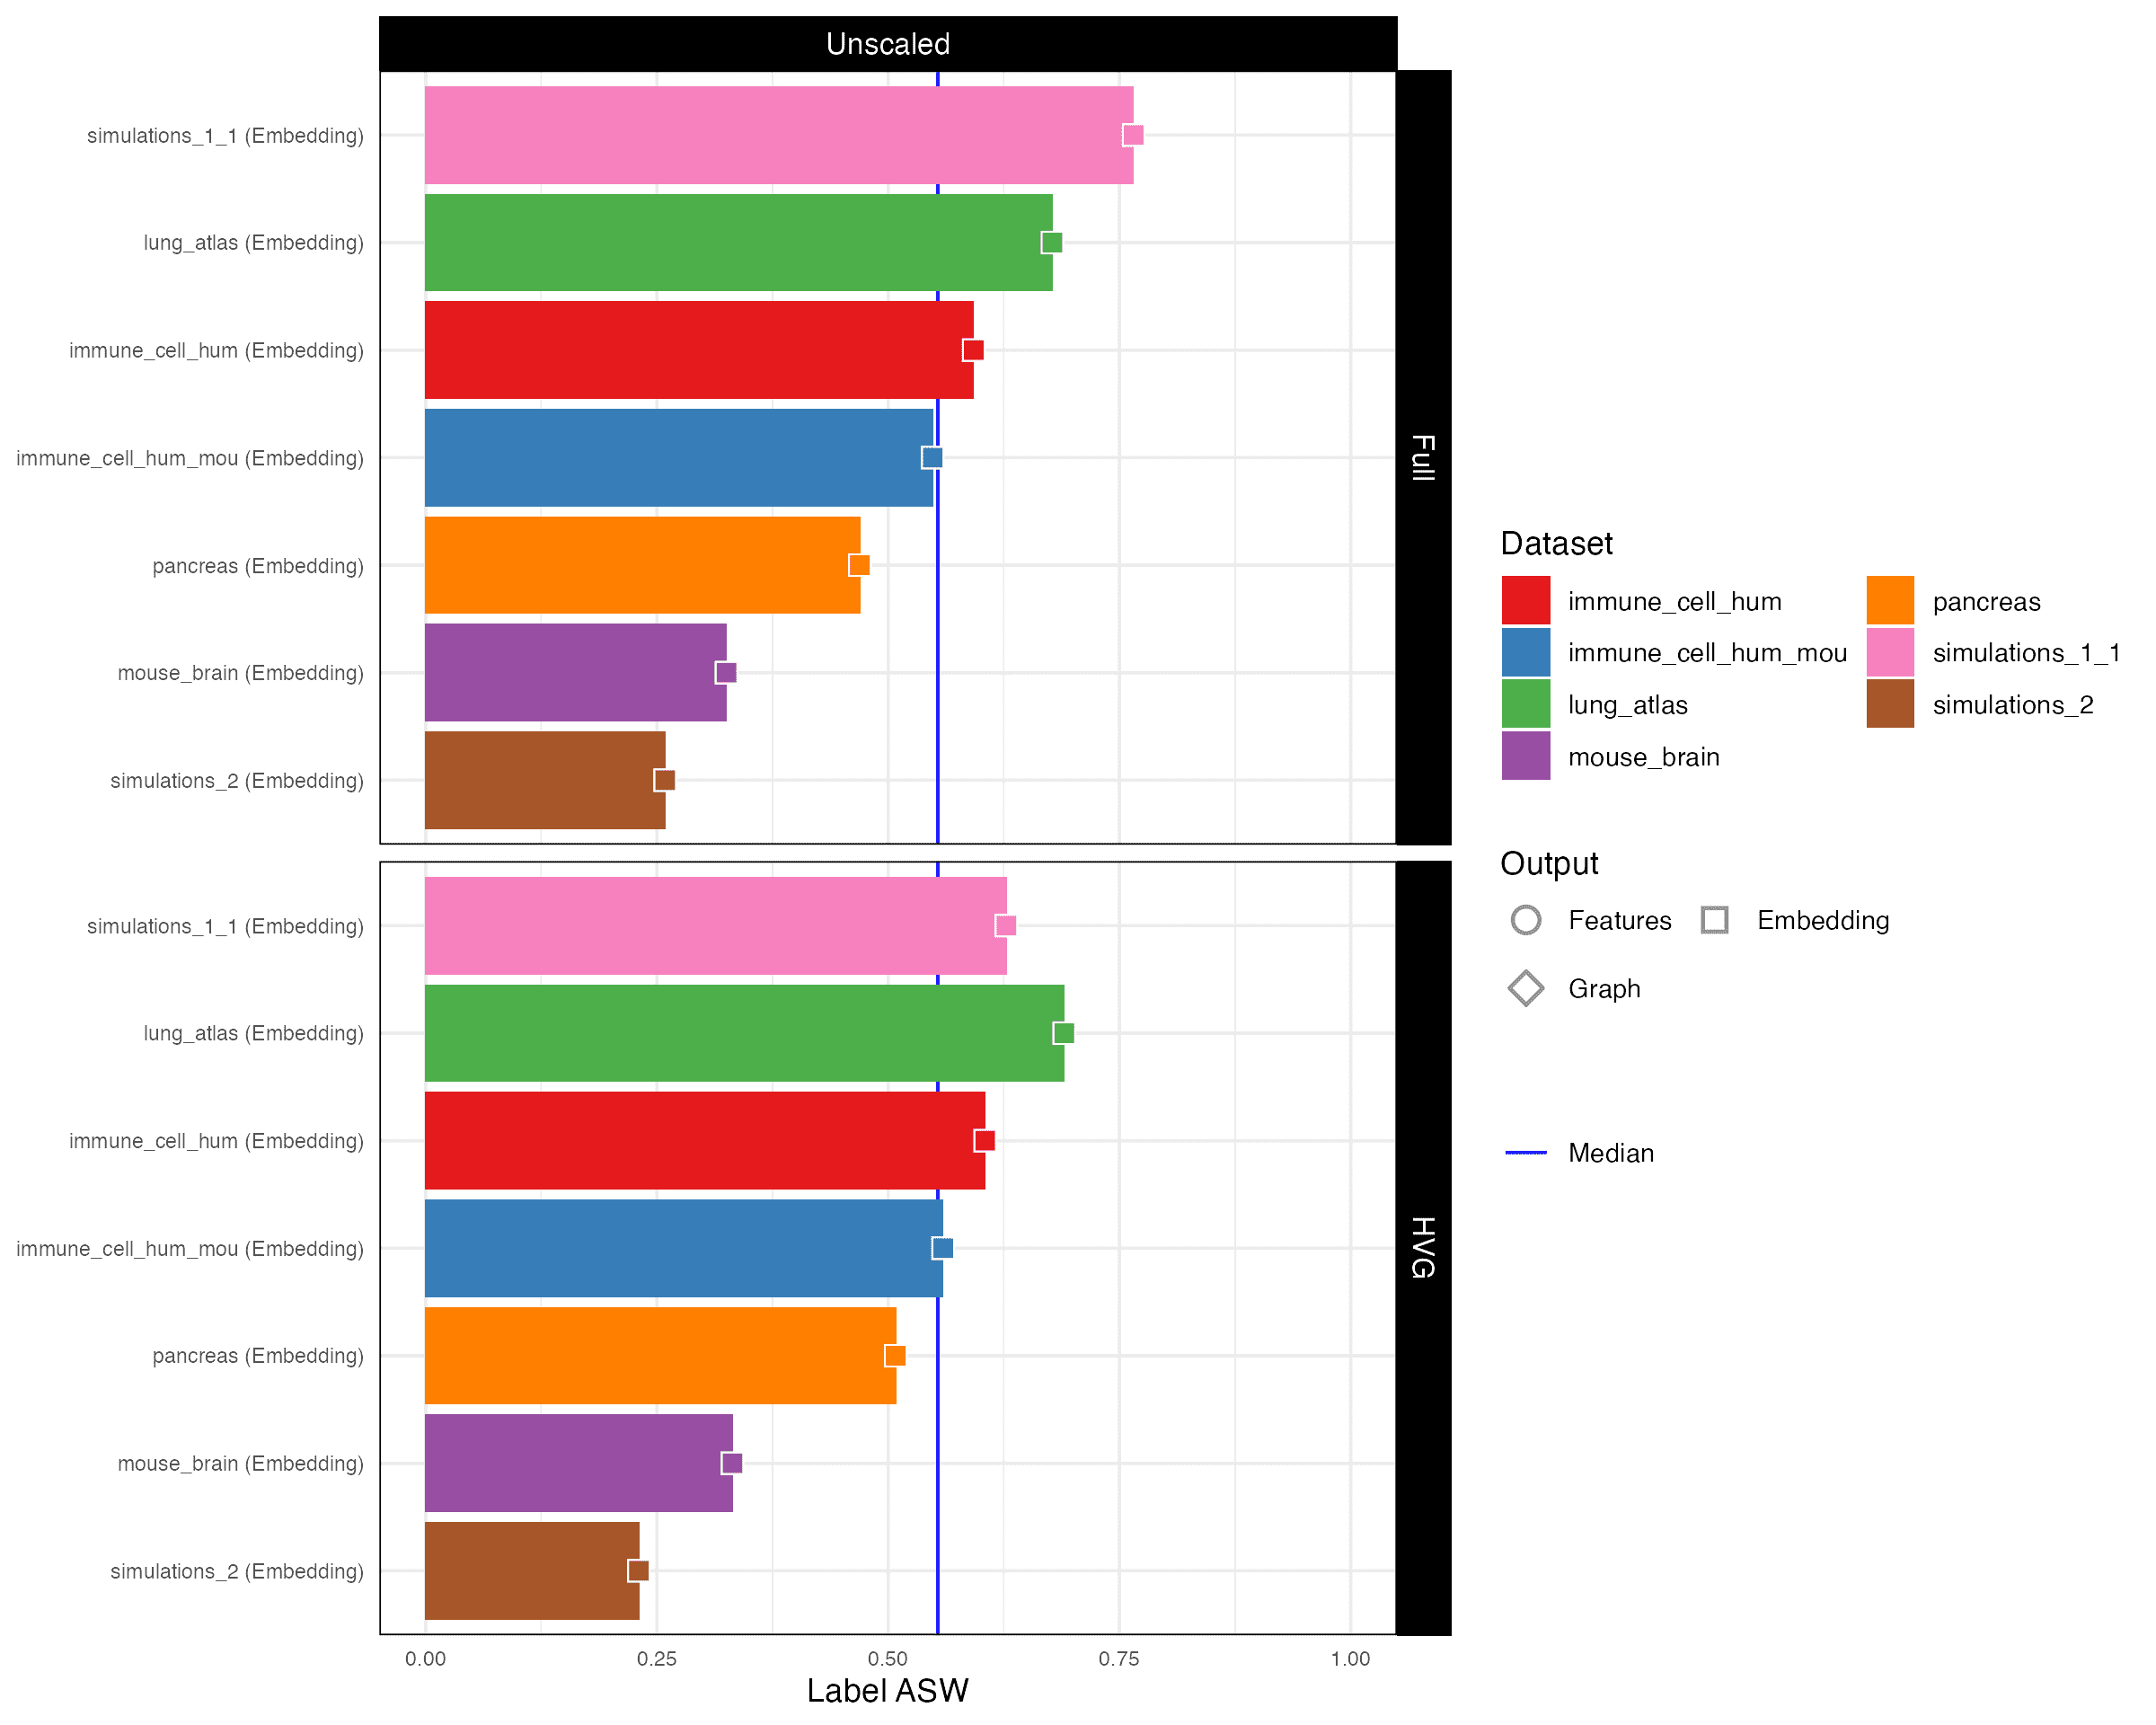 Unscaled
simulations_1_1 (Embedding)
lung_atlas (Embedding)
immune_cell_hum (Embedding)
immune_cell_hum_mou (Embedding)
pancreas (Embedding)
mouse_brain (Embedding)
simulations_2 (Embedding)
Full
simulations_1_1 (Embedding)
lung_atlas (Embedding)
immune_cell_hum (Embedding)
immune_cell_hum_mou (Embedding)
pancreas (Embedding)
mouse_brain (Embedding)
simulations_2 (Embedding)
HVG
0.00 0.25 0.50 0.75 1.00
Label ASW
Dataset
immune_cell_hum pancreas
immune_cell_hum_mou simulations_1_1
lung_atlas simulations_2
mouse_brain
Output
Features Embedding
Graph
Median